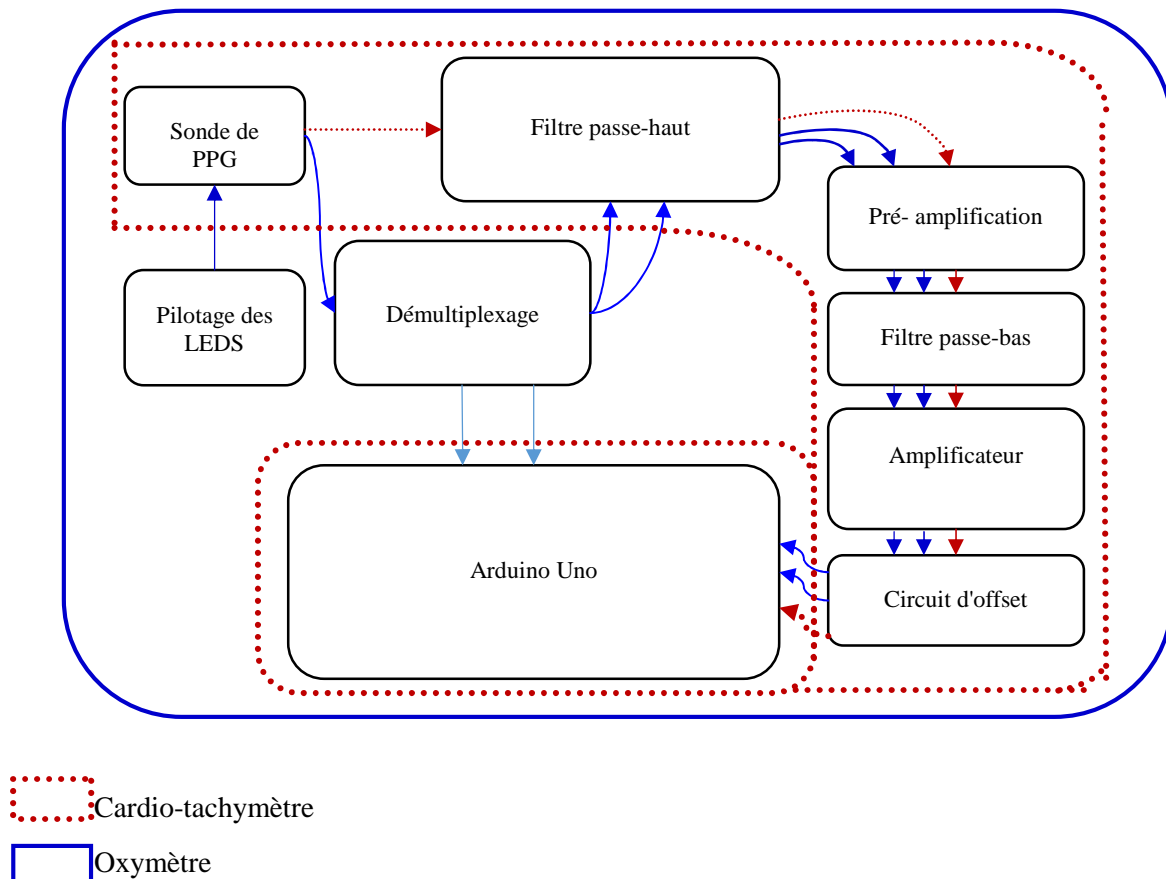 Sonde de
PPG
Filtre passe-haut
Pré- amplification
Pilotage des
LEDS
Démultiplexage
Filtre passe-bas
Amplificateur
Arduino Uno
Circuit d'offset
Cardio-tachymètre
Oxymètre